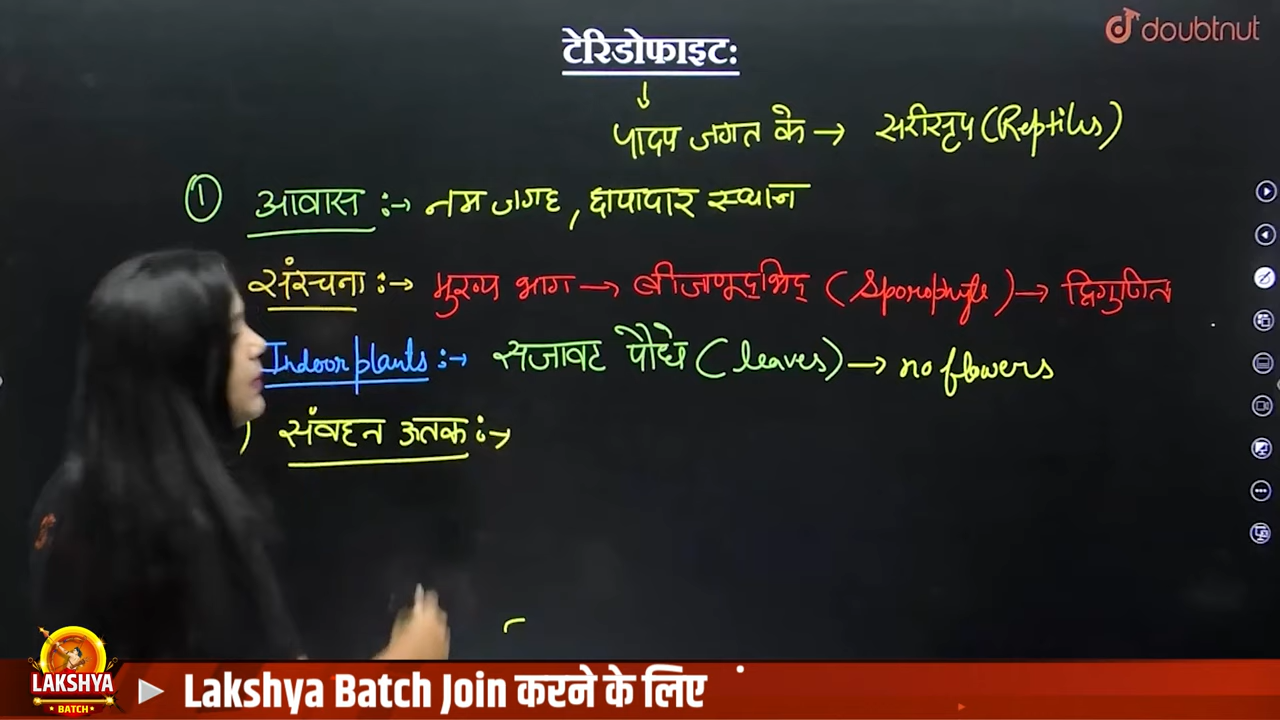 doubtnut
टेरिडोफाइट:
पादप जगत के → सरीसृप (Reptiles)
① आवास :→ नम जगह, छायादार स्थान
संरचना :→ मुख्य भाग → बीजाणुद्भिद् (Sporophyte) → द्विगुणित
Indoor plants :→ सजावट पौधे (leaves) → no flowers
) संवहन ऊतक :→
LAKSHYA BATCH
Lakshya Batch Join करने के लिए